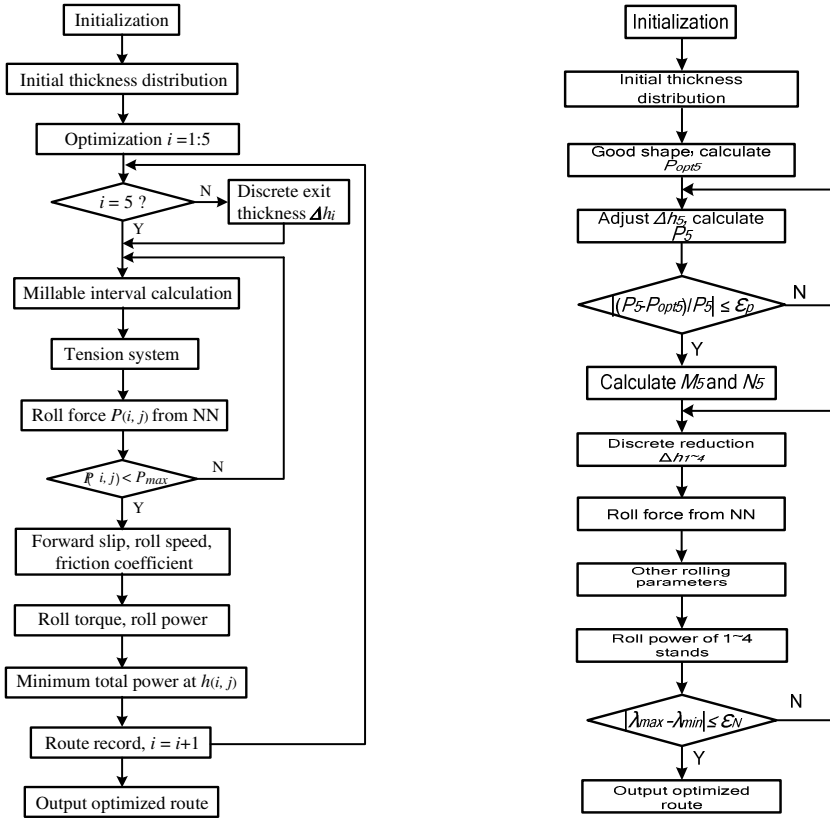 Initialization
Initial thickness distribution
Optimization i =1:5
i = 5 ?
N
Discrete exit
thickness Δhi
Y
Millable interval calculation
Tension system
Roll force P(i, j) from NN
P( i, j) < Pmax
N
Y
Forward slip, roll speed,
friction coefficient
Roll torque, roll power
Minimum total power at h(i, j)
Route record, i = i+1
Output optimized route
Initialization
Initial thickness
distribution
Good shape, calculate
Popt5
Adjust Δh5, calculate
P5
|(P5-Popt5)/P5| ≤ εp
N
Y
Calculate M5 and N5
Discrete reduction
Δh1~4
Roll force from NN
Other rolling
parameters
Roll power of 1~4
stands
|λmax -λmin| ≤ εN
N
Y
Output optimized
route